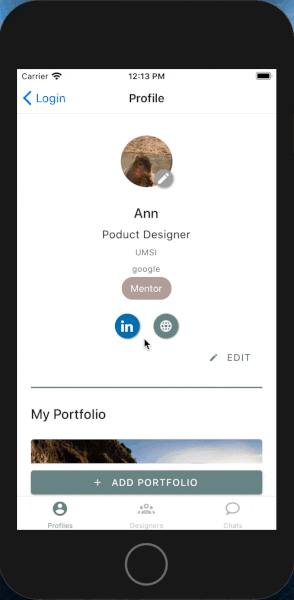 Carrier 12:13 PM
Login Profile
Ann
Poduct Designer
UMSI
google
Mentor
in
EDIT
My Portfolio
+ ADD PORTFOLIO
Profiles Designers Chats